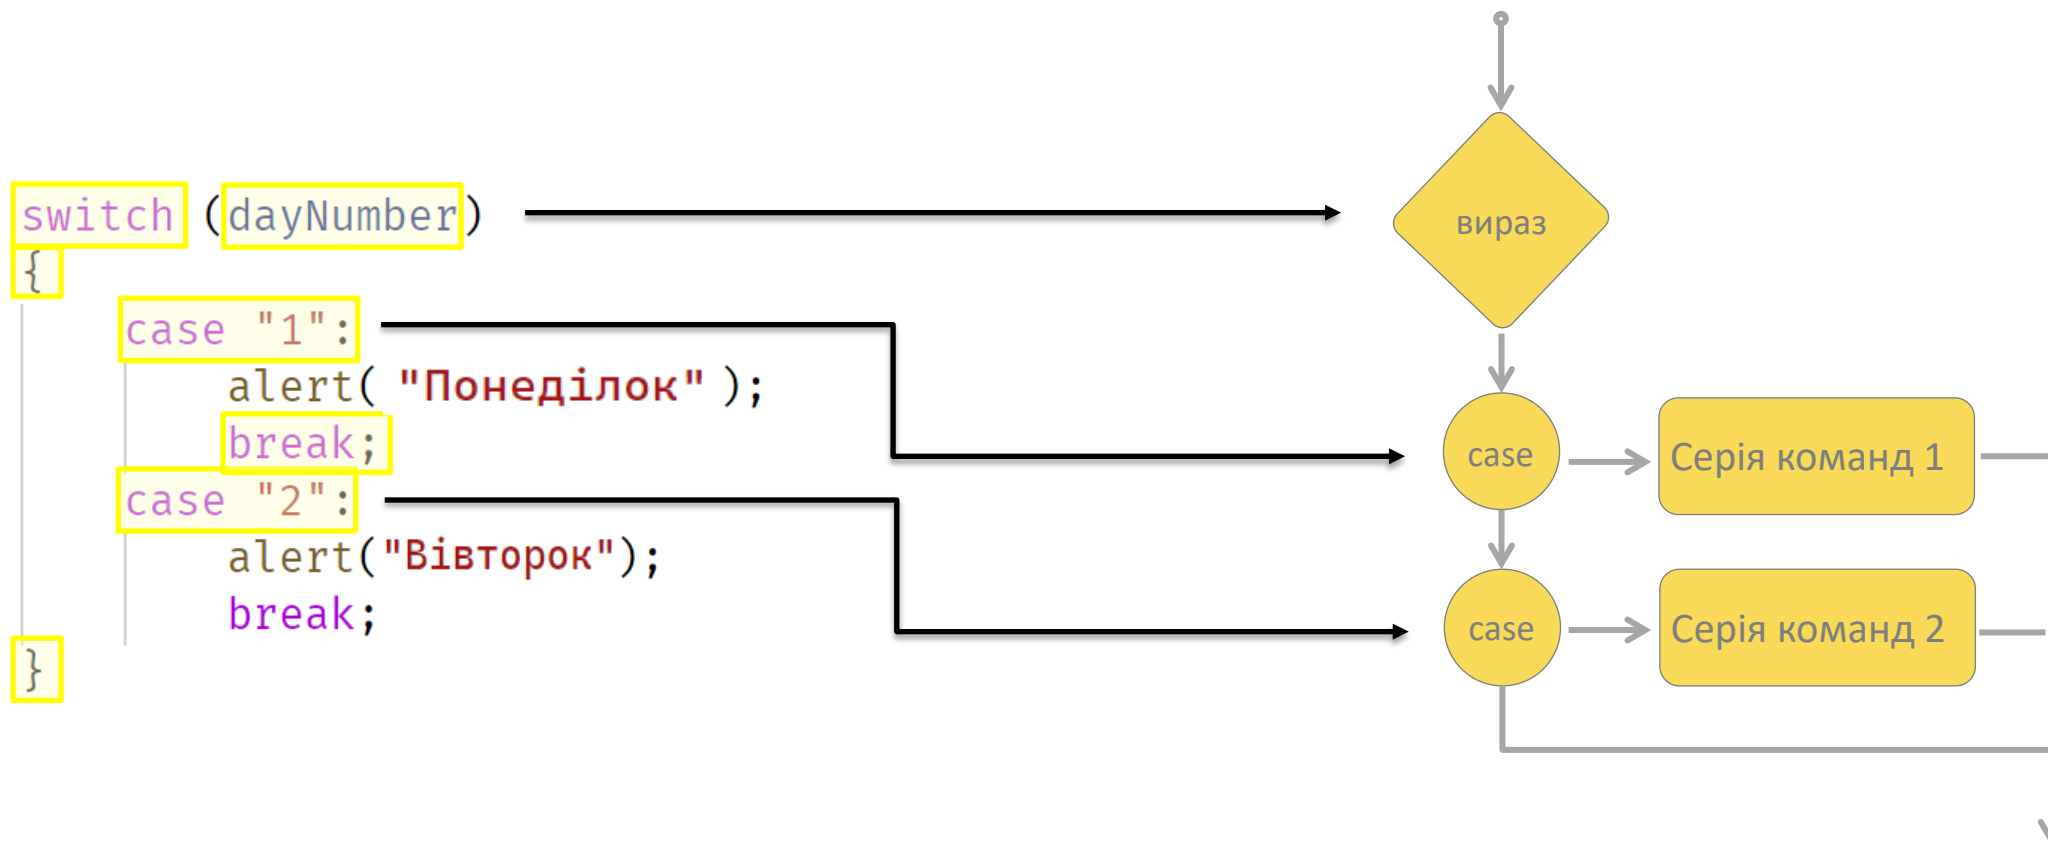 switch (dayNumber)
{
case "1":
alert( "Понеділок" );
break;
case "2":
alert("Вівторок");
break;
}
вираз
case
Серія команд 1
case
Серія команд 2